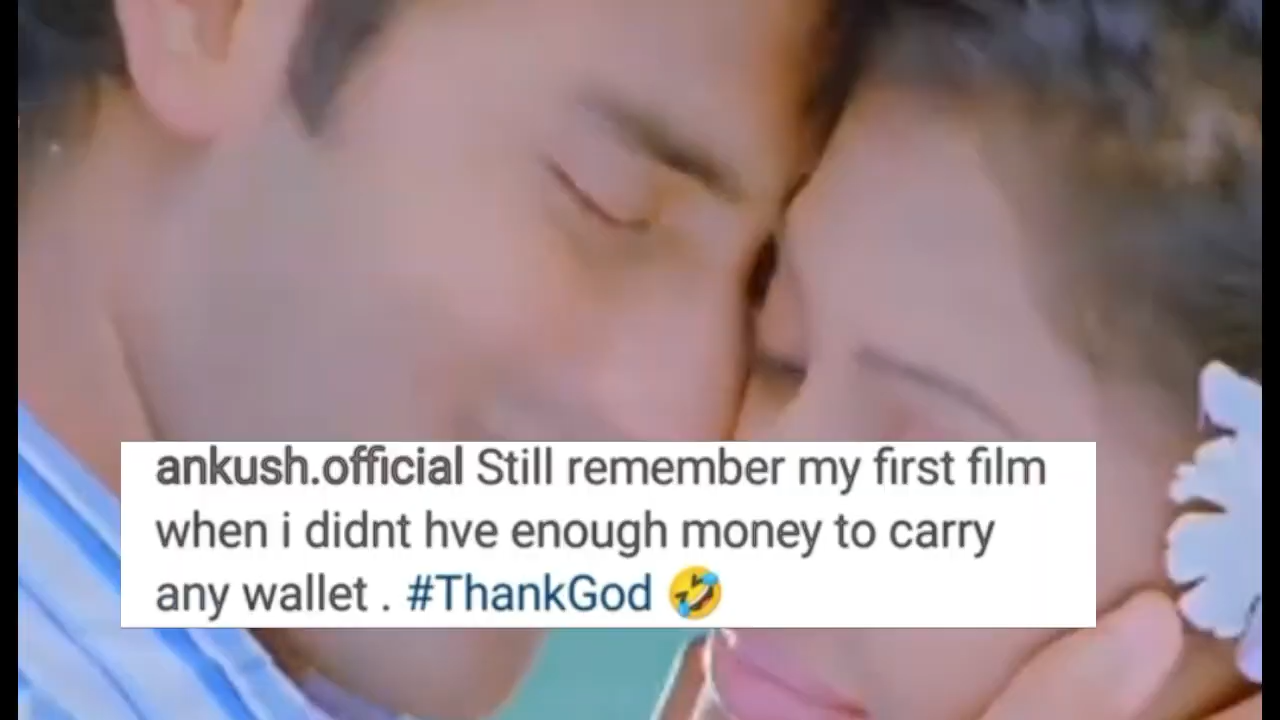 ankush.official Still remember my first film
when i didnt hve enough money to carry
any wallet . #ThankGod 🤣